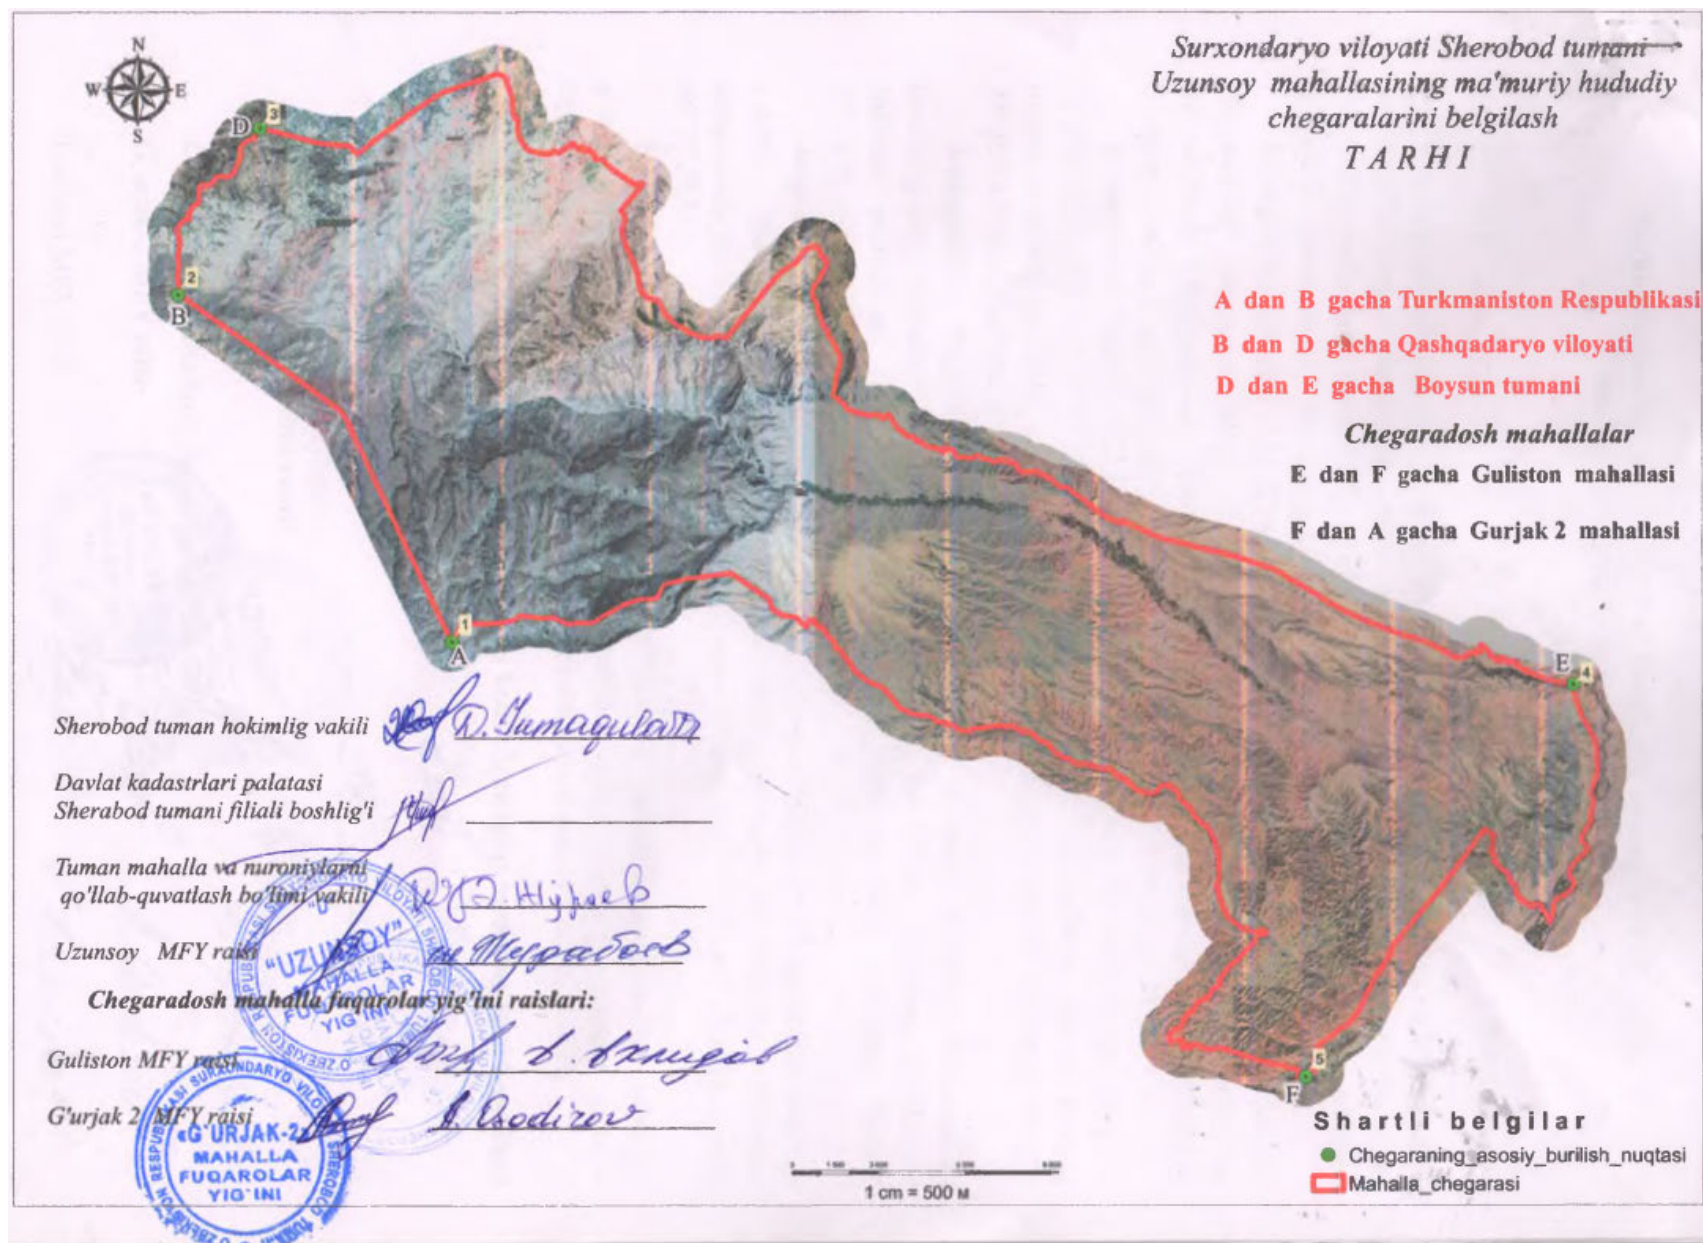 N
W E
S
Surxondaryo viloyati Sherobod tumani
Uzunsoy mahallasining ma'muriy hududiy
chegaralarini belgilash
T A R H I
D 3
2
B
1
A
E 4
5
F
A dan B gacha Turkmaniston Respublikasi
B dan D gacha Qashqadaryo viloyati
D dan E gacha Boysun tumani
Chegaradosh mahallalar
E dan F gacha Guliston mahallasi
F dan A gacha Gurjak 2 mahallasi
Sherobod tuman hokimlig vakili
Davlat kadastrlari palatasi
Sherabod tumani filiali boshlig'i
Tuman mahalla va nuroniylarni
qo'llab-quvatlash bo'limi vakili
Uzunsoy MFY raisi
"UZUNSOY"
MAHALLA
FUQAROLAR
YIG'INI
Chegaradosh mahalla fuqarolar yig'ini raislari:
Guliston MFY raisi
G'urjak 2 MFY raisi
«G'URJAK-2»
MAHALLA
FUQAROLAR
YIG'INI
1 cm = 500 м
Shartli belgilar
Chegaraning_asosiy_burilish_nuqtasi
Mahalla_chegarasi